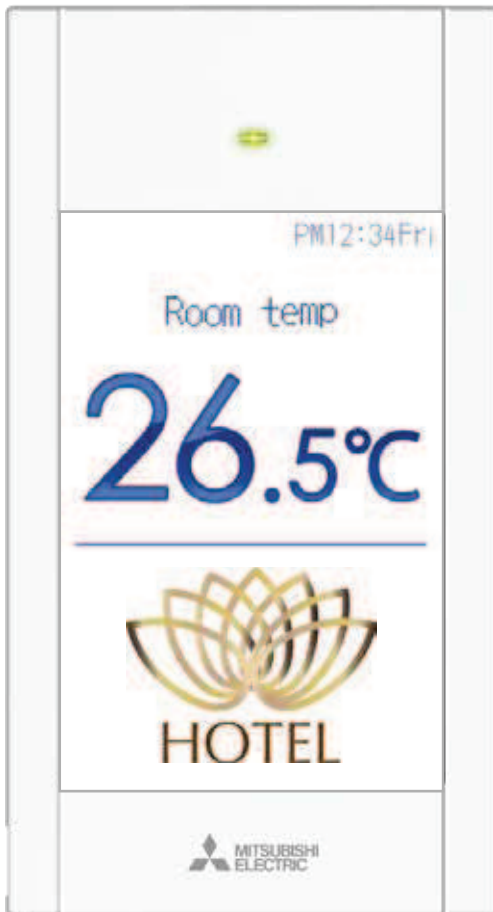 PM12:34Fri
Room temp
26.5℃
HOTEL
MITSUBISHI
ELECTRIC